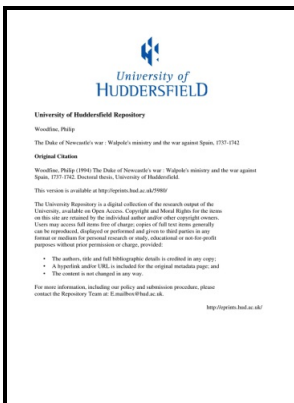 University of
HUDDERSFIELD
University of Huddersfield Repository
Woodfine, Philip
The Duke of Newcastle's war : Walpole's ministry and the war against Spain, 1737-1742
Original Citation
Woodfine, Philip (1994) The Duke of Newcastle's war : Walpole's ministry and the war against
Spain, 1737-1742. Doctoral thesis, University of Huddersfield.
This version is available at http://eprints.hud.ac.uk/5980/
The University Repository is a digital collection of the research output of the
University, available on Open Access. Copyright and Moral Rights for the items
on this site are retained by the individual author and/or other copyright owners.
Users may access full items free of charge; copies of full text items generally
can be reproduced, displayed or performed and given to third parties in any
format or medium for personal research or study, educational or not-for-profit
purposes without prior permission or charge, provided:
• The authors, title and full bibliographic details is credited in any copy;
• A hyperlink and/or URL is included for the original metadata page; and
• The content is not changed in any way.
For more information, including our policy and submission procedure, please
contact the Repository Team at: E.mailbox@hud.ac.uk.
http://eprints.hud.ac.uk/